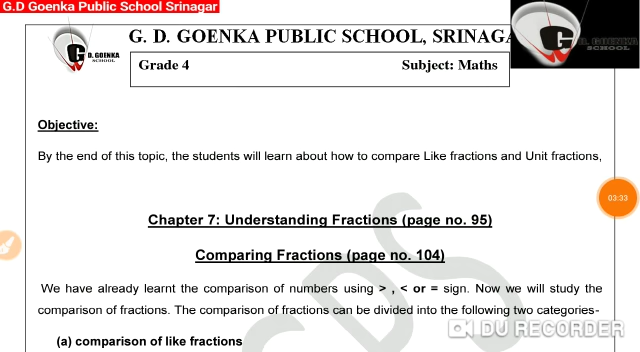 G.D Goenka Public School Srinagar
G. D. GOENKA PUBLIC SCHOOL, SRINAGA
D. GOENKA
SCHOOL
Grade 4 Subject: Maths
G D. GOENKA
SCHOOL
Objective:
By the end of this topic, the students will learn about how to compare Like fractions and Unit fractions,
03:33
Chapter 7: Understanding Fractions (page no. 95)
Comparing Fractions (page no. 104)
We have already learnt the comparison of numbers using > , < or = sign. Now we will study the
comparison of fractions. The comparison of fractions can be divided into the following two categories-
GDS
DU RECORDER
(a) comparison of like fractions